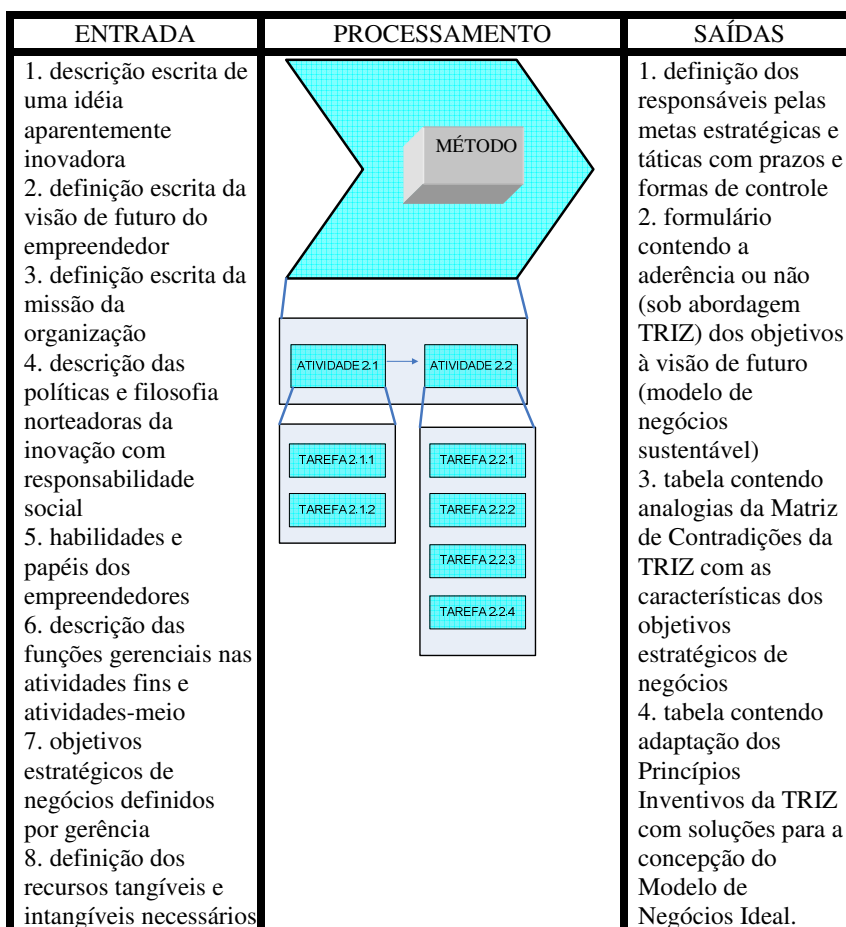 ENTRADA
PROCESSAMENTO
SAÍDAS
1. descrição escrita de
uma idéia
aparentemente
inovadora
2. definição escrita da
visão de futuro do
empreendedor
3. definição escrita da
missão da
organização
4. descrição das
políticas e filosofia
norteadoras da
inovação com
responsabilidade
social
5. habilidades e
papéis dos
empreendedores
6. descrição das
funções gerenciais nas
atividades fins e
atividades-meio
7. objetivos
estratégicos de
negócios definidos
por gerência
8. definição dos
recursos tangíveis e
intangíveis necessários
MÉTODO
ATIVIDADE 2.1
ATIVIDADE 2.2
TAREFA 2.1.1
TAREFA 2.1.2
TAREFA 2.2.1
TAREFA 2.2.2
TAREFA 2.2.3
TAREFA 2.2.4
1. definição dos
responsáveis pelas
metas estratégicas e
táticas com prazos e
formas de controle
2. formulário
contendo a
aderência ou não
(sob abordagem
TRIZ) dos objetivos
à visão de futuro
(modelo de
negócios
sustentável)
3. tabela contendo
analogias da Matriz
de Contradições da
TRIZ com as
características dos
objetivos
estratégicos de
negócios
4. tabela contendo
adaptação dos
Princípios
Inventivos da TRIZ
com soluções para a
concepção do
Modelo de
Negócios Ideal.